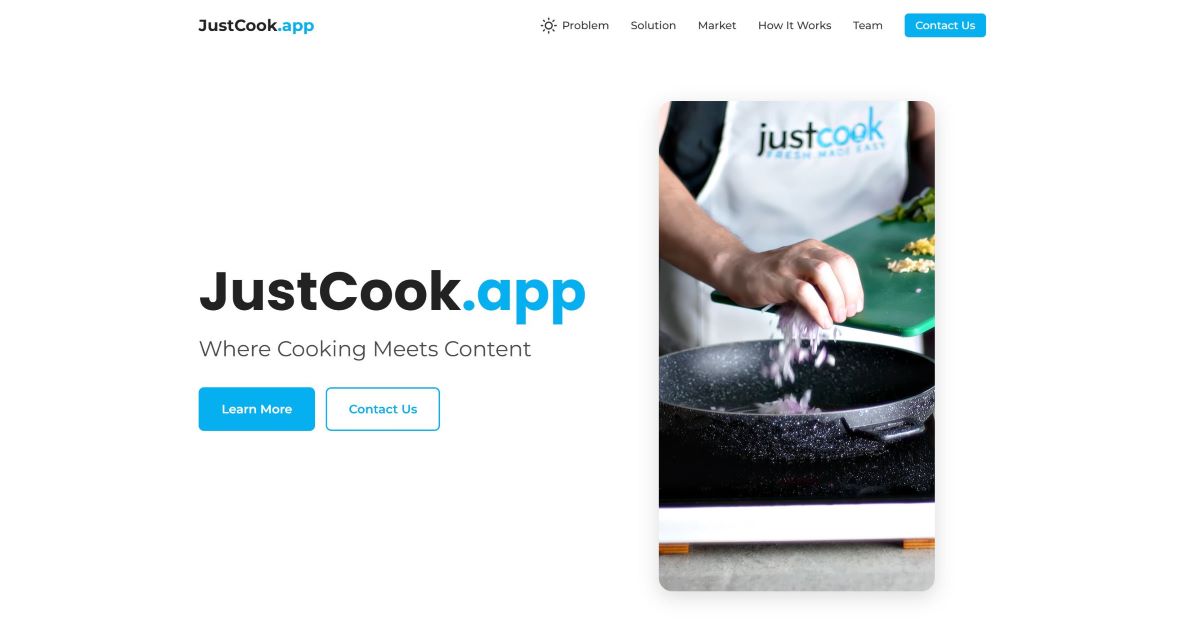 JustCook.app
Problem Solution Market How It Works Team Contact Us
justcook
FRESH MADE EASY
JustCook.app
Where Cooking Meets Content
Learn More Contact Us